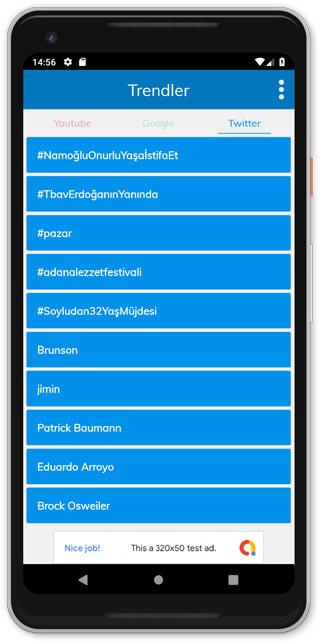 14:56
Trendler
Youtube Google Twitter
#NamoğluOnurluYaşaİstifaEt
#TbavErdoğanınYanında
#pazar
#adanalezzetfestivali
#Soyludan32YaşMüjdesi
Brunson
jimin
Patrick Baumann
Eduardo Arroyo
Brock Osweiler
Nice job! This a 320x50 test ad.